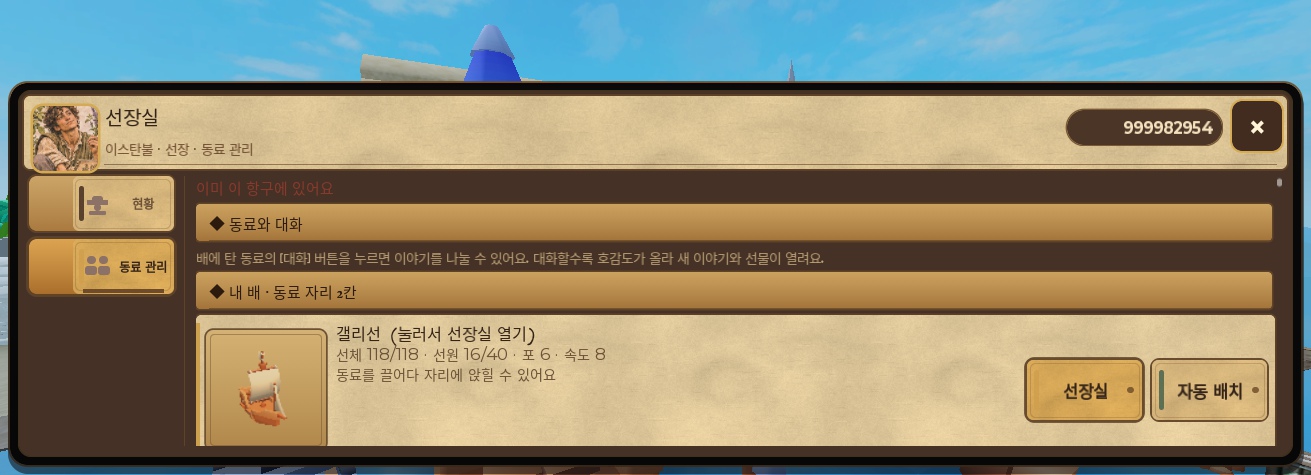 선장실
이스탄불 · 선장 · 동료 관리
999982954
현황
동료 관리
이미 이 항구에 있어요
◆ 동료와 대화
배에 탄 동료의 [대화] 버튼을 누르면 이야기를 나눌 수 있어요. 대화할수록 호감도가 올라 새 이야기와 선물이 열려요.
◆ 내 배 · 동료 자리 2칸
갤리선 (눌러서 선장실 열기)
선체 118/118 · 선원 16/40 · 포 6 · 속도 8
동료를 끌어다 자리에 앉힐 수 있어요
선장실
자동 배치